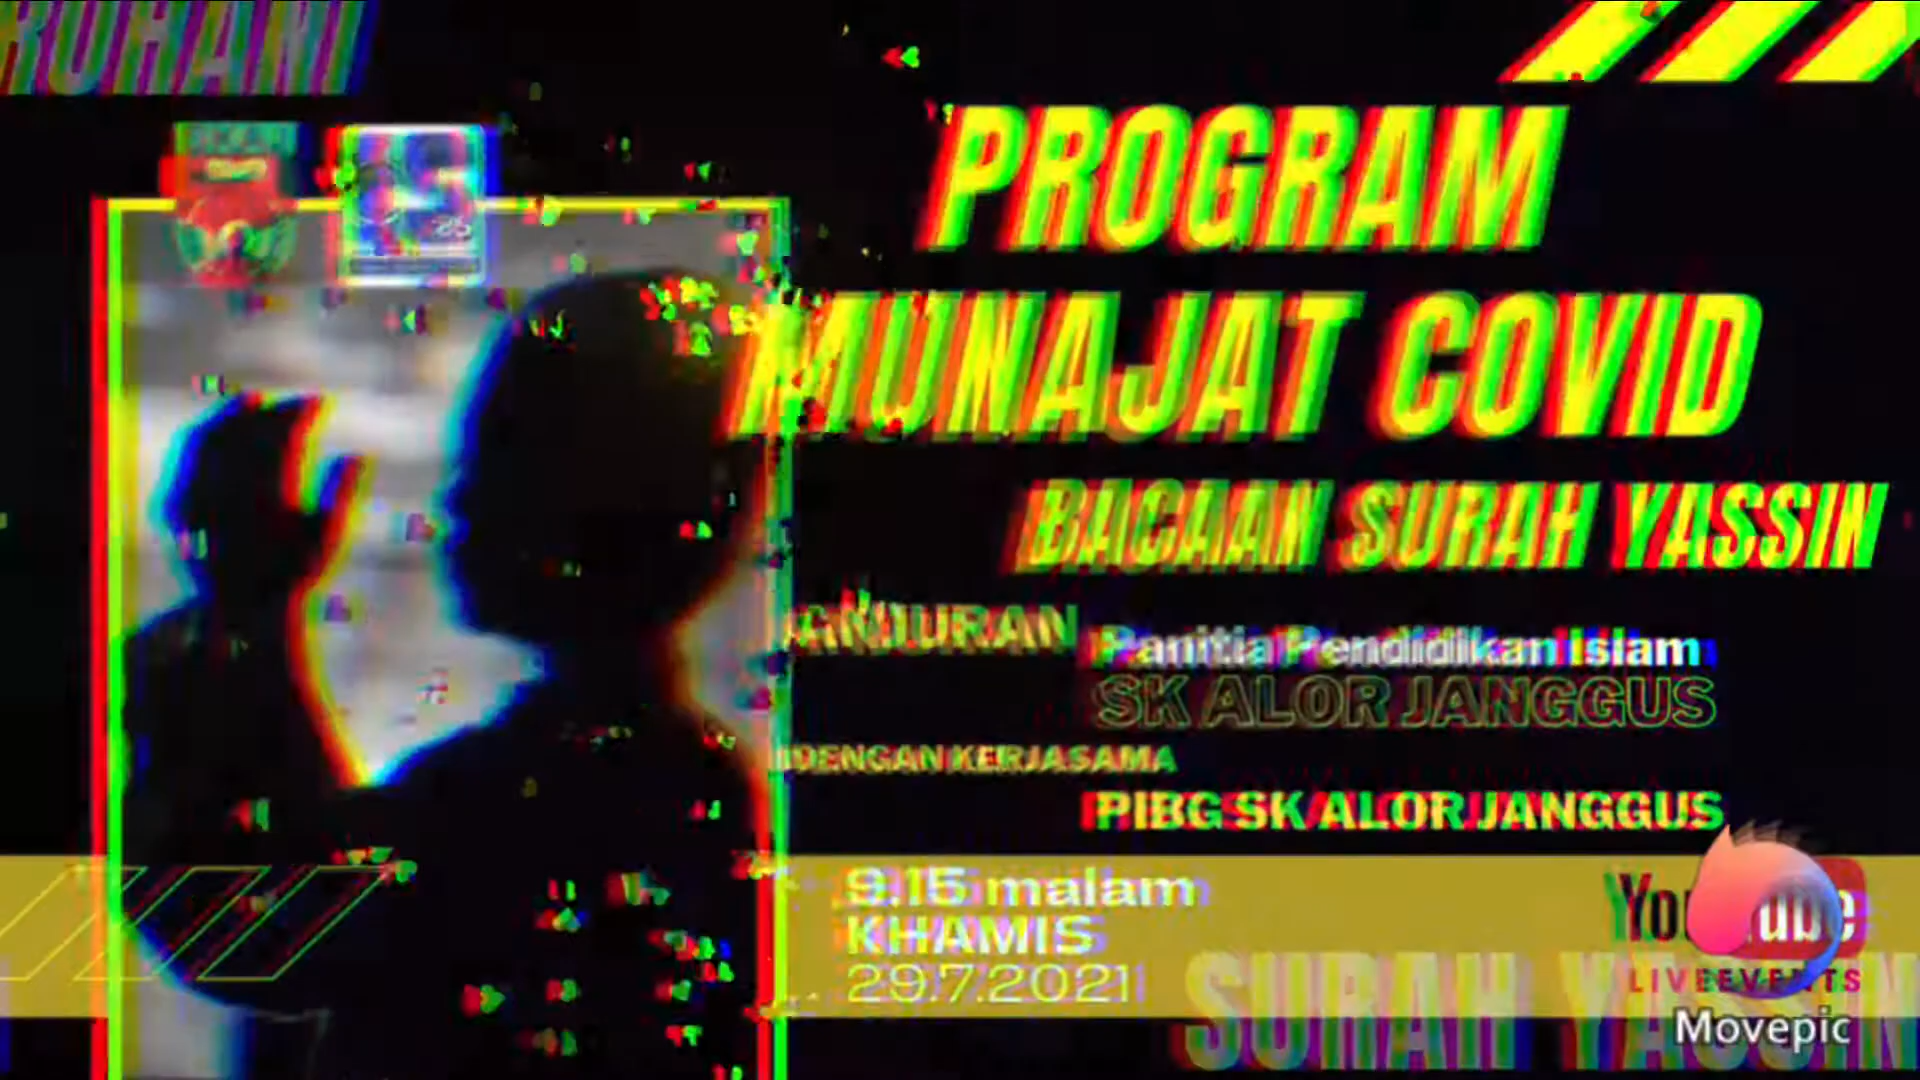 ROHANI
PROGRAM
MUNAJAT COVID
BACAAN SURAH YASSIN
ANJURAN
Panitia Pendidikan Islam
SK ALOR JANGGUS
DENGAN KERJASAMA
PIBG SK ALOR JANGGUS
9.15 malam
KHAMIS
29.7.2021
YouTube
LIVE EVENTS
SURAH YASSIN
Movepic